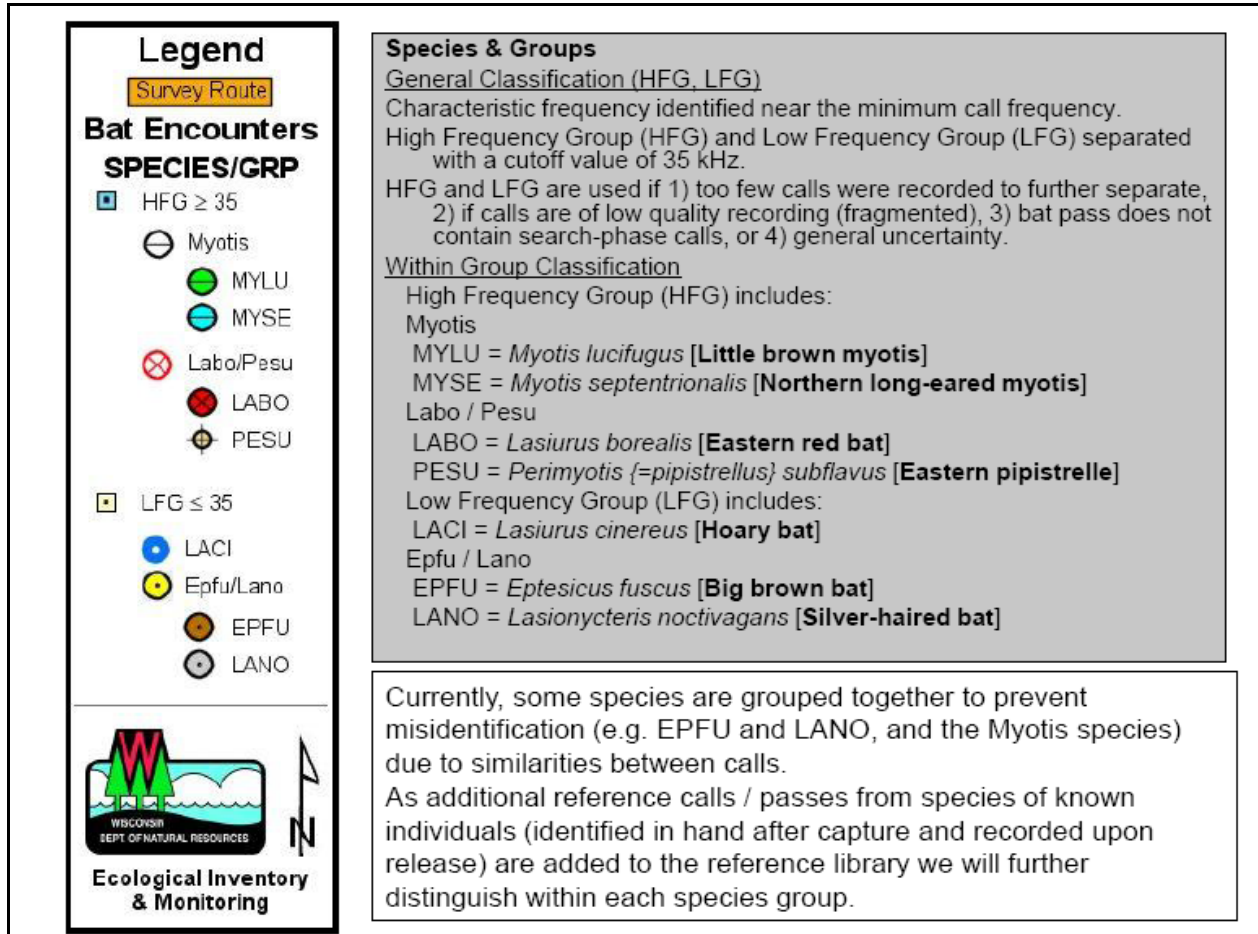 Legend
Survey Route
Bat Encounters
SPECIES/GRP
HFG ≥ 35
Myotis
MYLU
MYSE
Labo/Pesu
LABO
PESU
LFG ≤ 35
LACI
Epfu/Lano
EPFU
LANO
W
WISCONSIN
DEPT. OF NATURAL RESOURCES
N
Ecological Inventory
& Monitoring
Species & Groups
General Classification (HFG, LFG)
Characteristic frequency identified near the minimum call frequency.
High Frequency Group (HFG) and Low Frequency Group (LFG) separated
with a cutoff value of 35 kHz.
HFG and LFG are used if 1) too few calls were recorded to further separate,
2) if calls are of low quality recording (fragmented), 3) bat pass does not
contain search-phase calls, or 4) general uncertainty.
Within Group Classification
High Frequency Group (HFG) includes:
Myotis
MYLU = Myotis lucifugus [Little brown myotis]
MYSE = Myotis septentrionalis [Northern long-eared myotis]
Labo / Pesu
LABO = Lasiurus borealis [Eastern red bat]
PESU = Perimyotis {=pipistrellus} subflavus [Eastern pipistrelle]
Low Frequency Group (LFG) includes:
LACI = Lasiurus cinereus [Hoary bat]
Epfu / Lano
EPFU = Eptesicus fuscus [Big brown bat]
LANO = Lasionycteris noctivagans [Silver-haired bat]
Currently, some species are grouped together to prevent
misidentification (e.g. EPFU and LANO, and the Myotis species)
due to similarities between calls.
As additional reference calls / passes from species of known
individuals (identified in hand after capture and recorded upon
release) are added to the reference library we will further
distinguish within each species group.